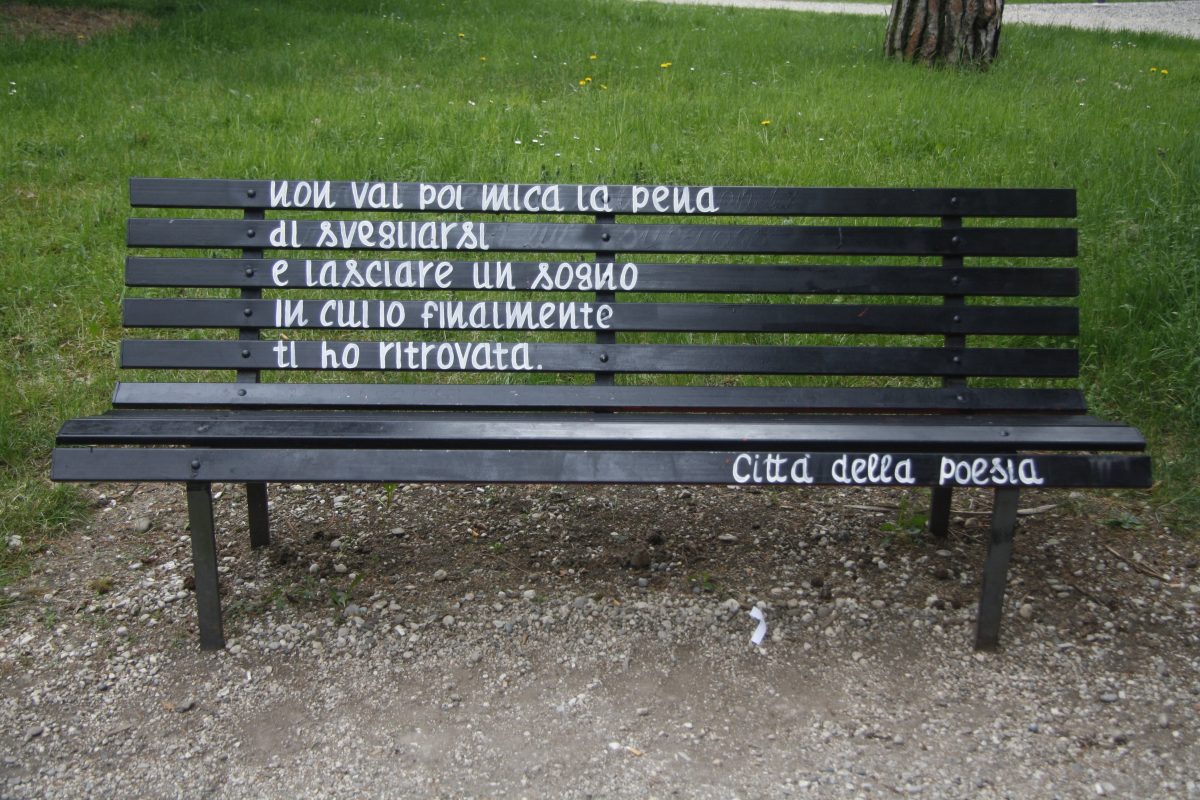 non val poi mica la pena
di svegliarsi
e lasciare un sogno
in cui io finalmente
ti ho ritrovata.
Città della poesia